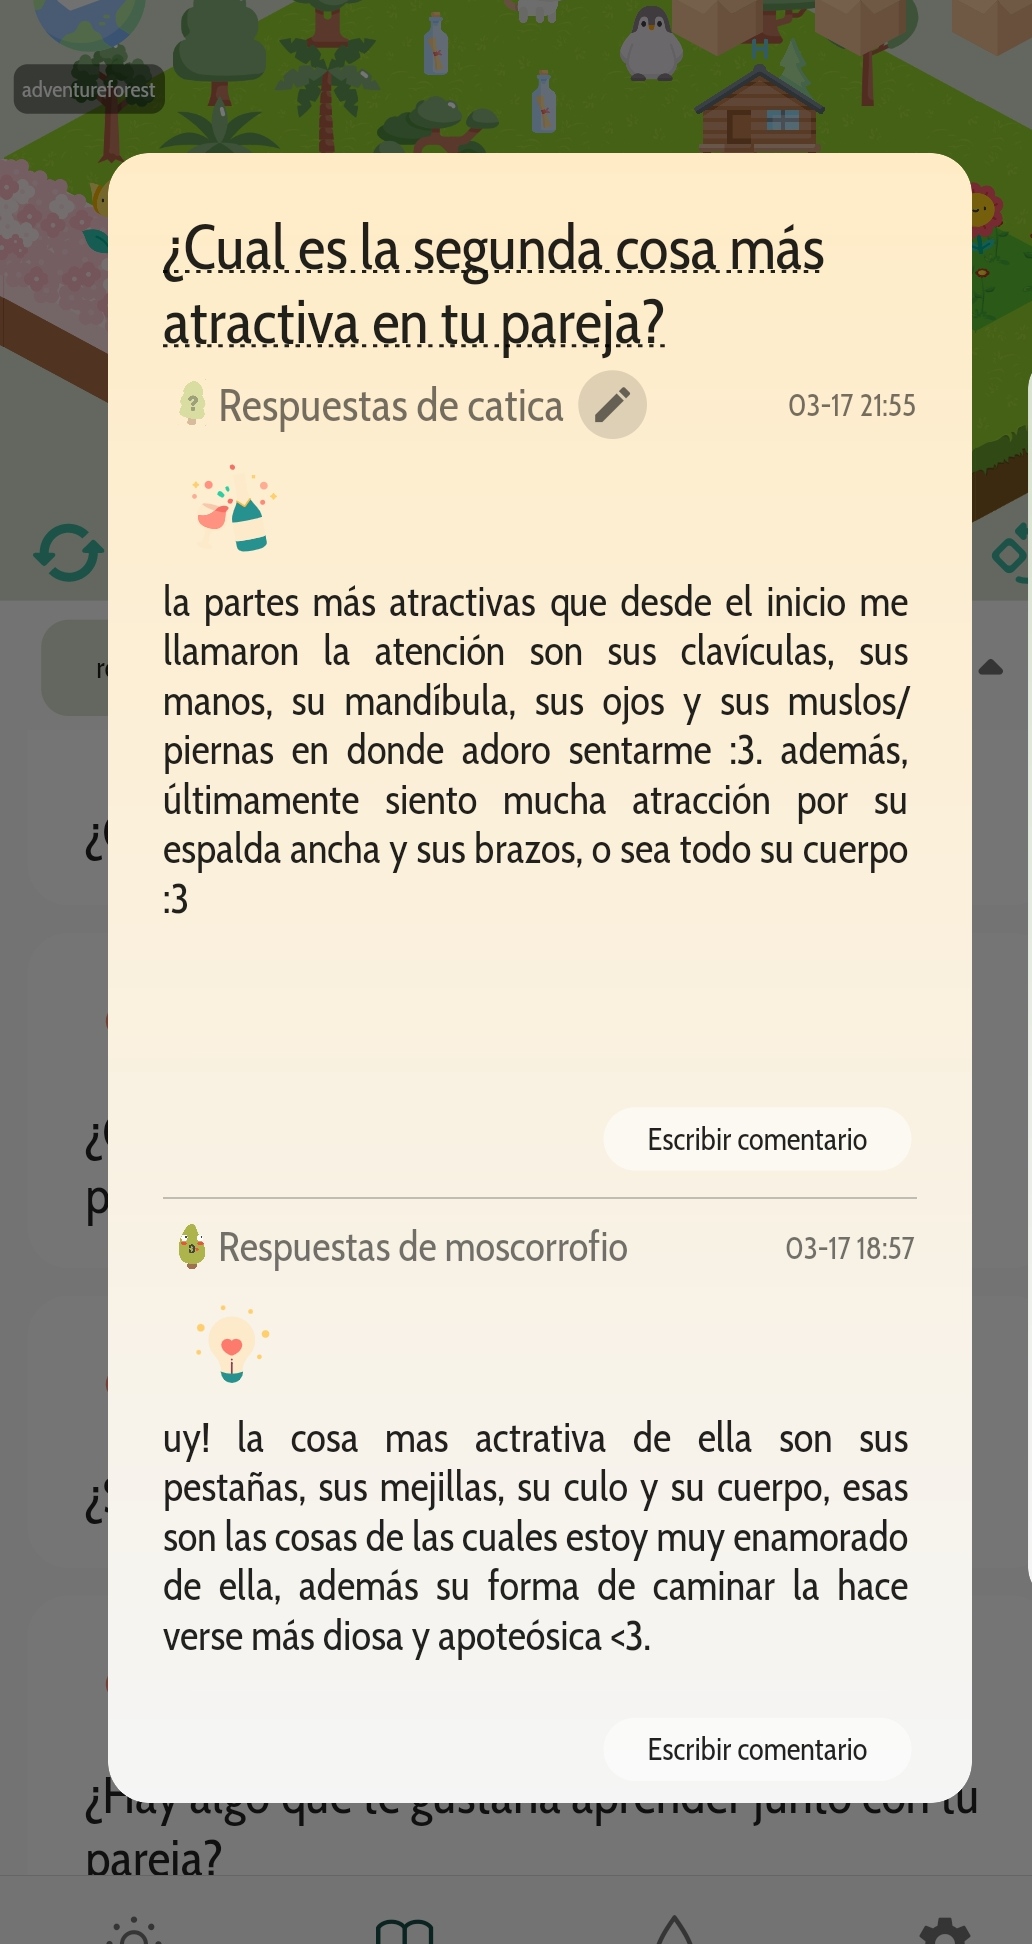 adventureforest
¿Cual es la segunda cosa más
atractiva en tu pareja?
Respuestas de catica
03-17 21:55
la partes más atractivas que desde el inicio me
llamaron la atención son sus clavículas, sus
manos, su mandíbula, sus ojos y sus muslos/
piernas en donde adoro sentarme :3. además,
últimamente siento mucha atracción por su
espalda ancha y sus brazos, o sea todo su cuerpo
:3
Escribir comentario
Respuestas de moscorrofio
03-17 18:57
uy! la cosa mas actrativa de ella son sus
pestañas, sus mejillas, su culo y su cuerpo, esas
son las cosas de las cuales estoy muy enamorado
de ella, además su forma de caminar la hace
verse más diosa y apoteósica <3.
Escribir comentario
¿Hay algo que te gustaría aprender junto con tu
pareja?